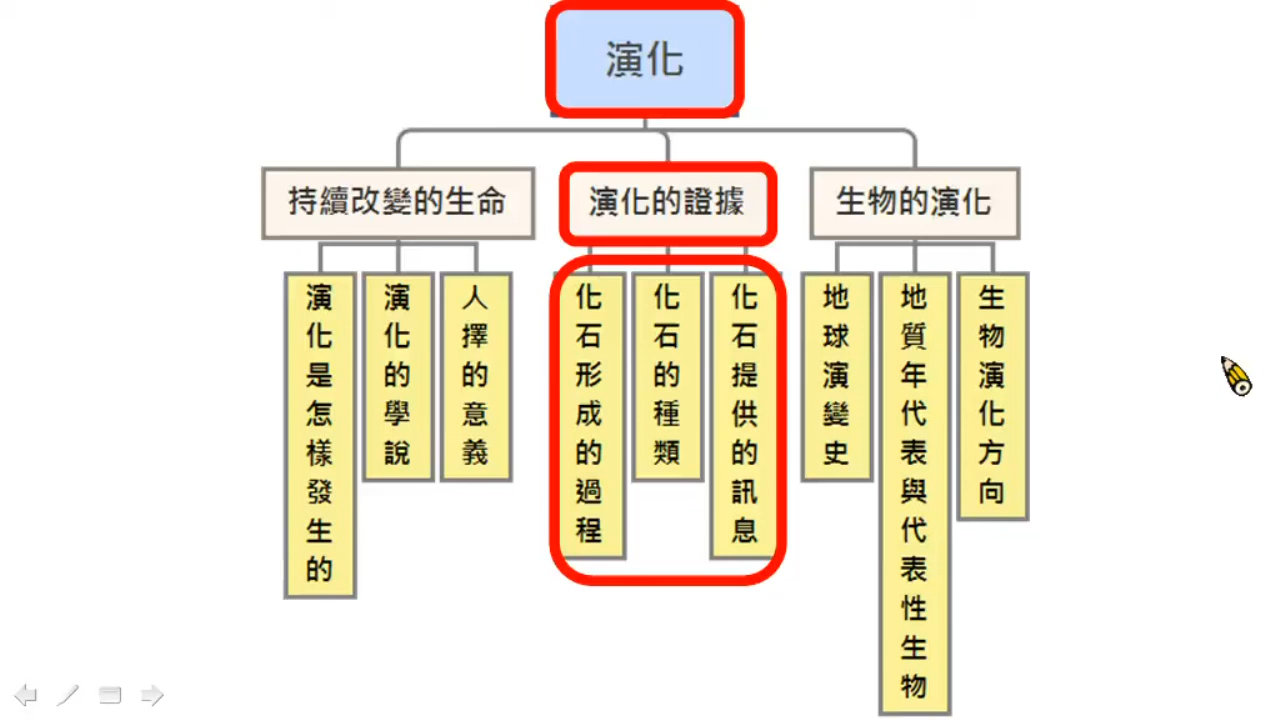 演化
持續改變的生命
演化的證據
生物的演化
演化是怎樣發生的
演化的學說
人擇的意義
化石形成的過程
化石的種類
化石提供的訊息
地球演變史
地質年代表與代表性生物
生物演化方向